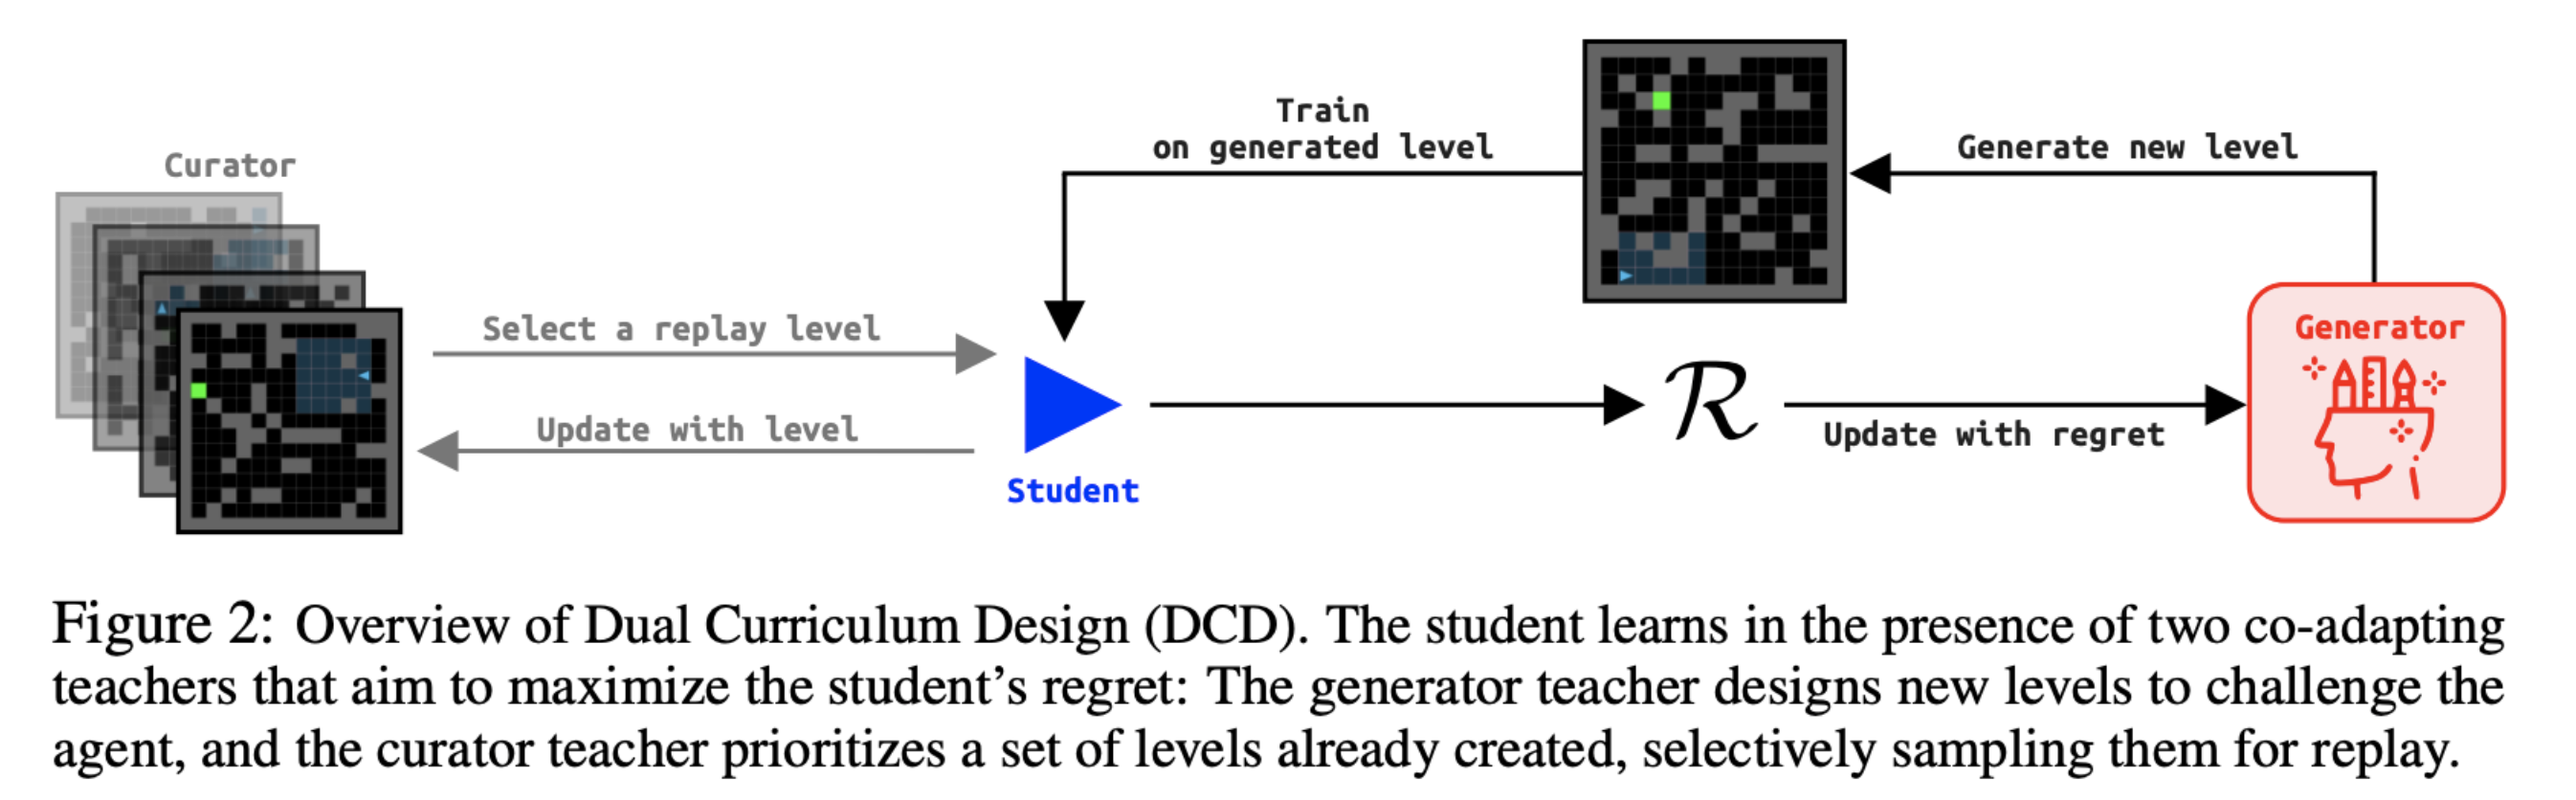 Curator
Train
on generated level
Generate new level
Select a replay level
Generator
Update with level
ℛ
Update with regret
Student
Figure 2: Overview of Dual Curriculum Design (DCD). The student learns in the presence of two co-adapting
teachers that aim to maximize the student’s regret: The generator teacher designs new levels to challenge the
agent, and the curator teacher prioritizes a set of levels already created, selectively sampling them for replay.